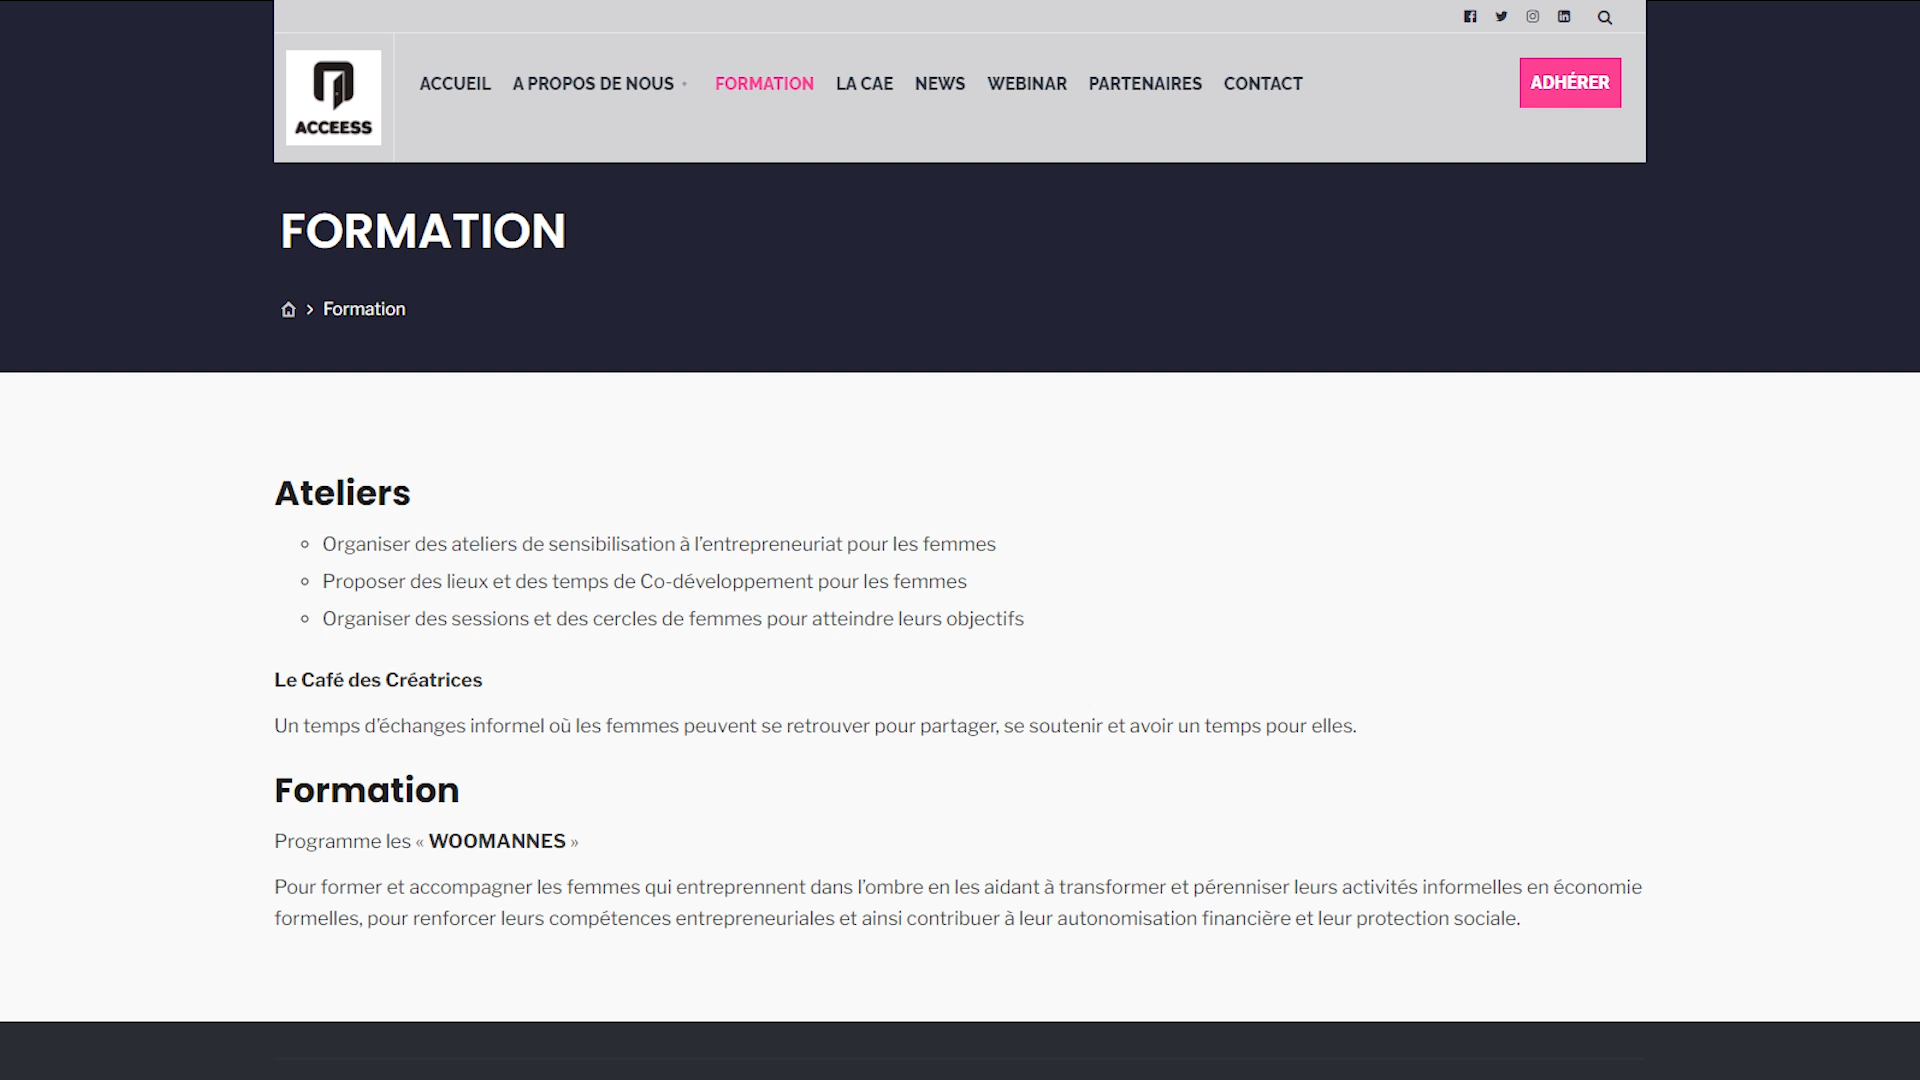 ACCEESS
ACCUEIL A PROPOS DE NOUS FORMATION LA CAE NEWS WEBINAR PARTENAIRES CONTACT ADHÉRER
FORMATION
Formation
Ateliers
Organiser des ateliers de sensibilisation à l’entrepreneuriat pour les femmes
Proposer des lieux et des temps de Co-développement pour les femmes
Organiser des sessions et des cercles de femmes pour atteindre leurs objectifs
Le Café des Créatrices
Un temps d’échanges informel où les femmes peuvent se retrouver pour partager, se soutenir et avoir un temps pour elles.
Formation
Programme les « WOOMANNES »
Pour former et accompagner les femmes qui entreprennent dans l’ombre en les aidant à transformer et pérenniser leurs activités informelles en économie
formelles, pour renforcer leurs compétences entrepreneuriales et ainsi contribuer à leur autonomisation financière et leur protection sociale.